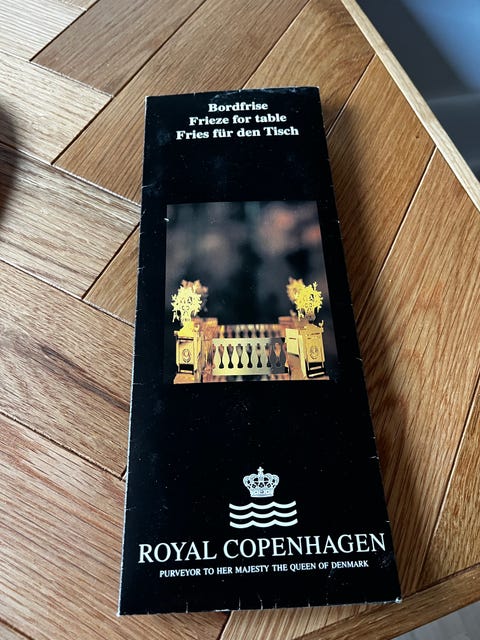 Bordfrise
Frieze for table
Fries für den Tisch
ROYAL COPENHAGEN
PURVEYOR TO HER MAJESTY THE QUEEN OF DENMARK